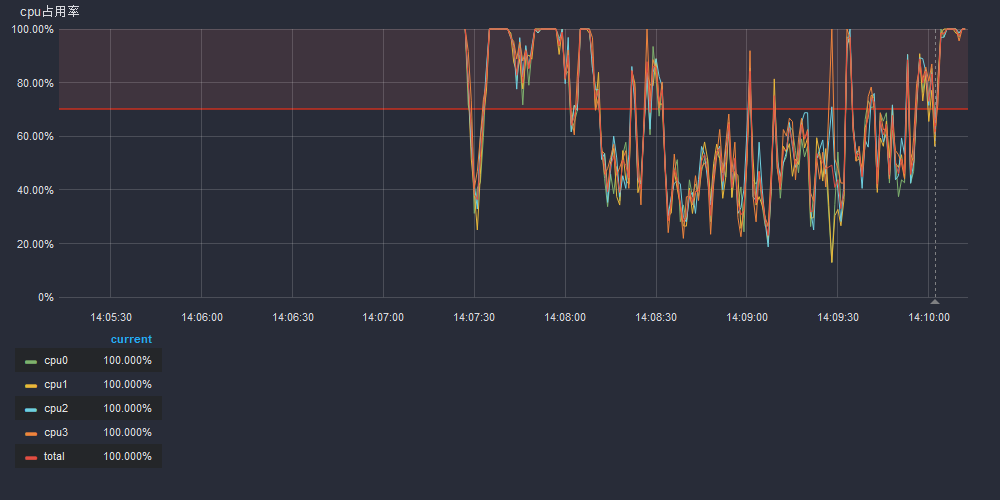 cpu占用率
100.00%
80.00%
60.00%
40.00%
20.00%
0%
14:05:30 14:06:00 14:06:30 14:07:00 14:07:30 14:08:00 14:08:30 14:09:00 14:09:30 14:10:00
current
cpu0 100.000%
cpu1 100.000%
cpu2 100.000%
cpu3 100.000%
total 100.000%